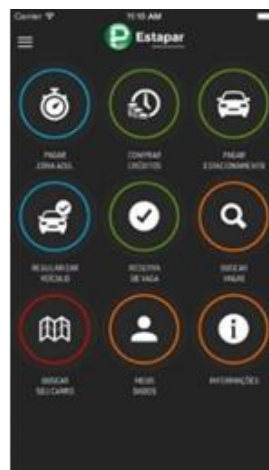 Carrier 11:15 AM
Estapar
PAGAR
ZONA AZUL
COMPRAR
CRÉDITOS
PAGAR
ESTACIONAMENTO
REGULARIZAR
VEÍCULO
RESERVA
DE VAGA
BUSCAR
VAGAS
BUSCAR
SEU CARRO
MEUS
DADOS
INFORMAÇÕES